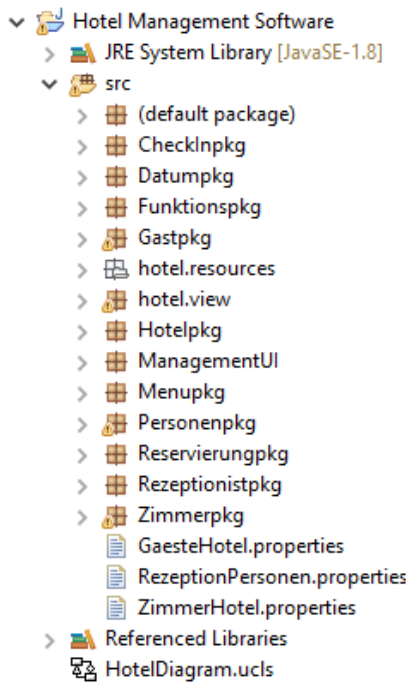 Hotel Management Software
JRE System Library [JavaSE-1.8]
src
(default package)
CheckInpkg
Datumpkg
Funktionspkg
Gastpkg
hotel.resources
hotel.view
Hotelpkg
ManagementUI
Menupkg
Personenpkg
Reservierungpkg
Rezeptionistpkg
Zimmerpkg
GaesteHotel.properties
RezeptionPersonen.properties
ZimmerHotel.properties
Referenced Libraries
HotelDiagram.ucls